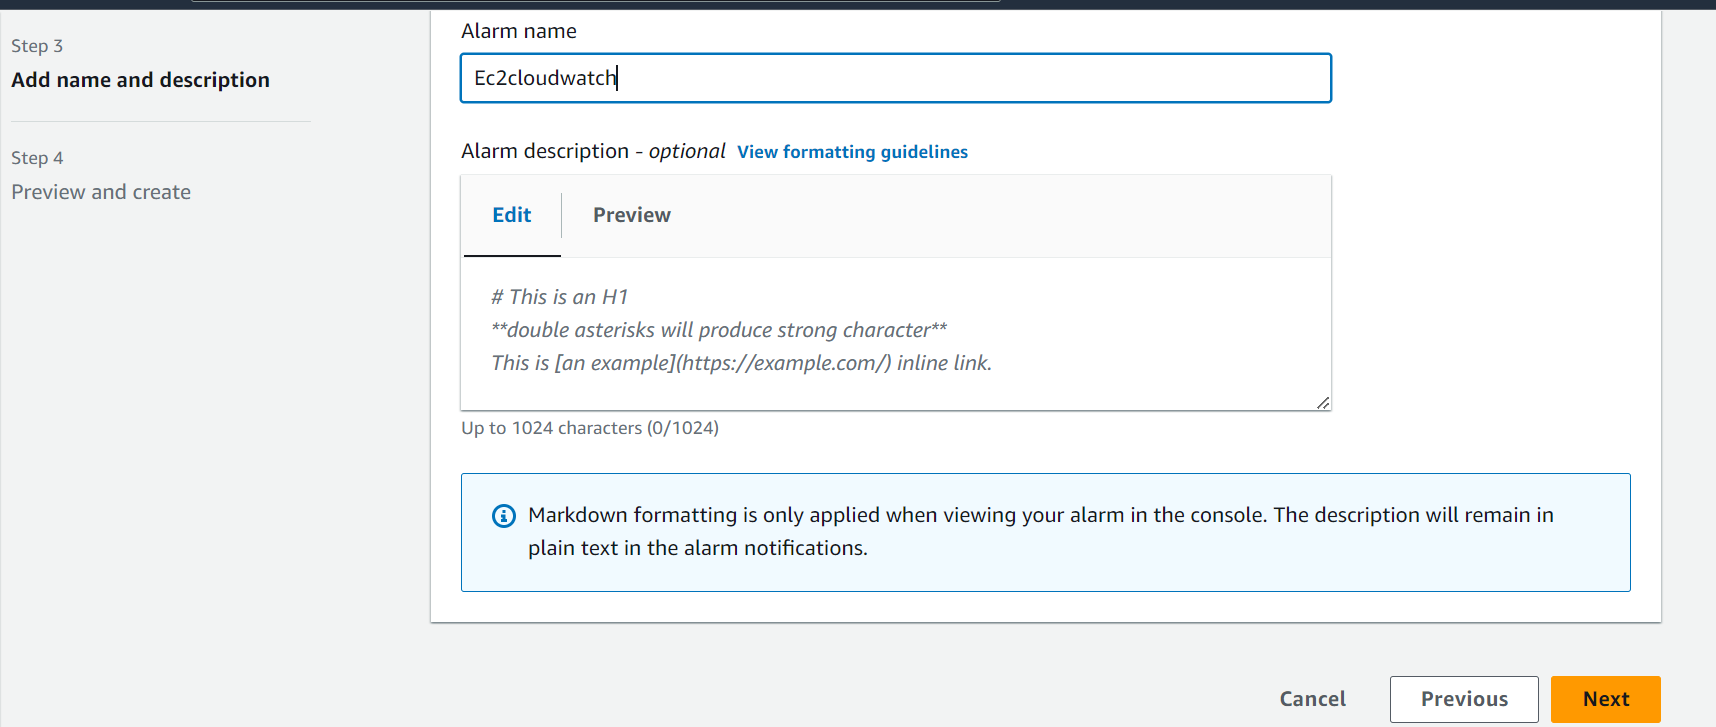 Step 3
Add name and description
Step 4
Preview and create
Alarm name
Ec2cloudwatch
Alarm description - optional View formatting guidelines
Edit
Preview
# This is an H1
**double asterisks will produce strong character**
This is [an example](https://example.com/) inline link.
Up to 1024 characters (0/1024)
Markdown formatting is only applied when viewing your alarm in the console. The description will remain in
plain text in the alarm notifications.
Cancel
Previous
Next